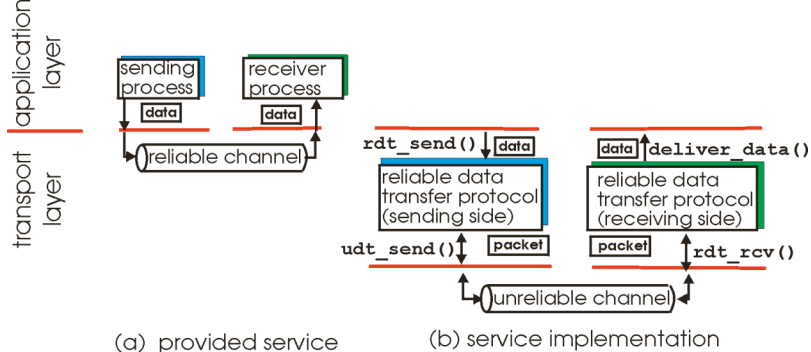 application
layer
transport
layer
sending
process
receiver
process
data
data
reliable channel
(a) provided service
rdt_send()
data
data
deliver_data()
reliable data
transfer protocol
(sending side)
reliable data
transfer protocol
(receiving side)
udt_send()
packet
packet
rdt_rcv()
unreliable channel
(b) service implementation